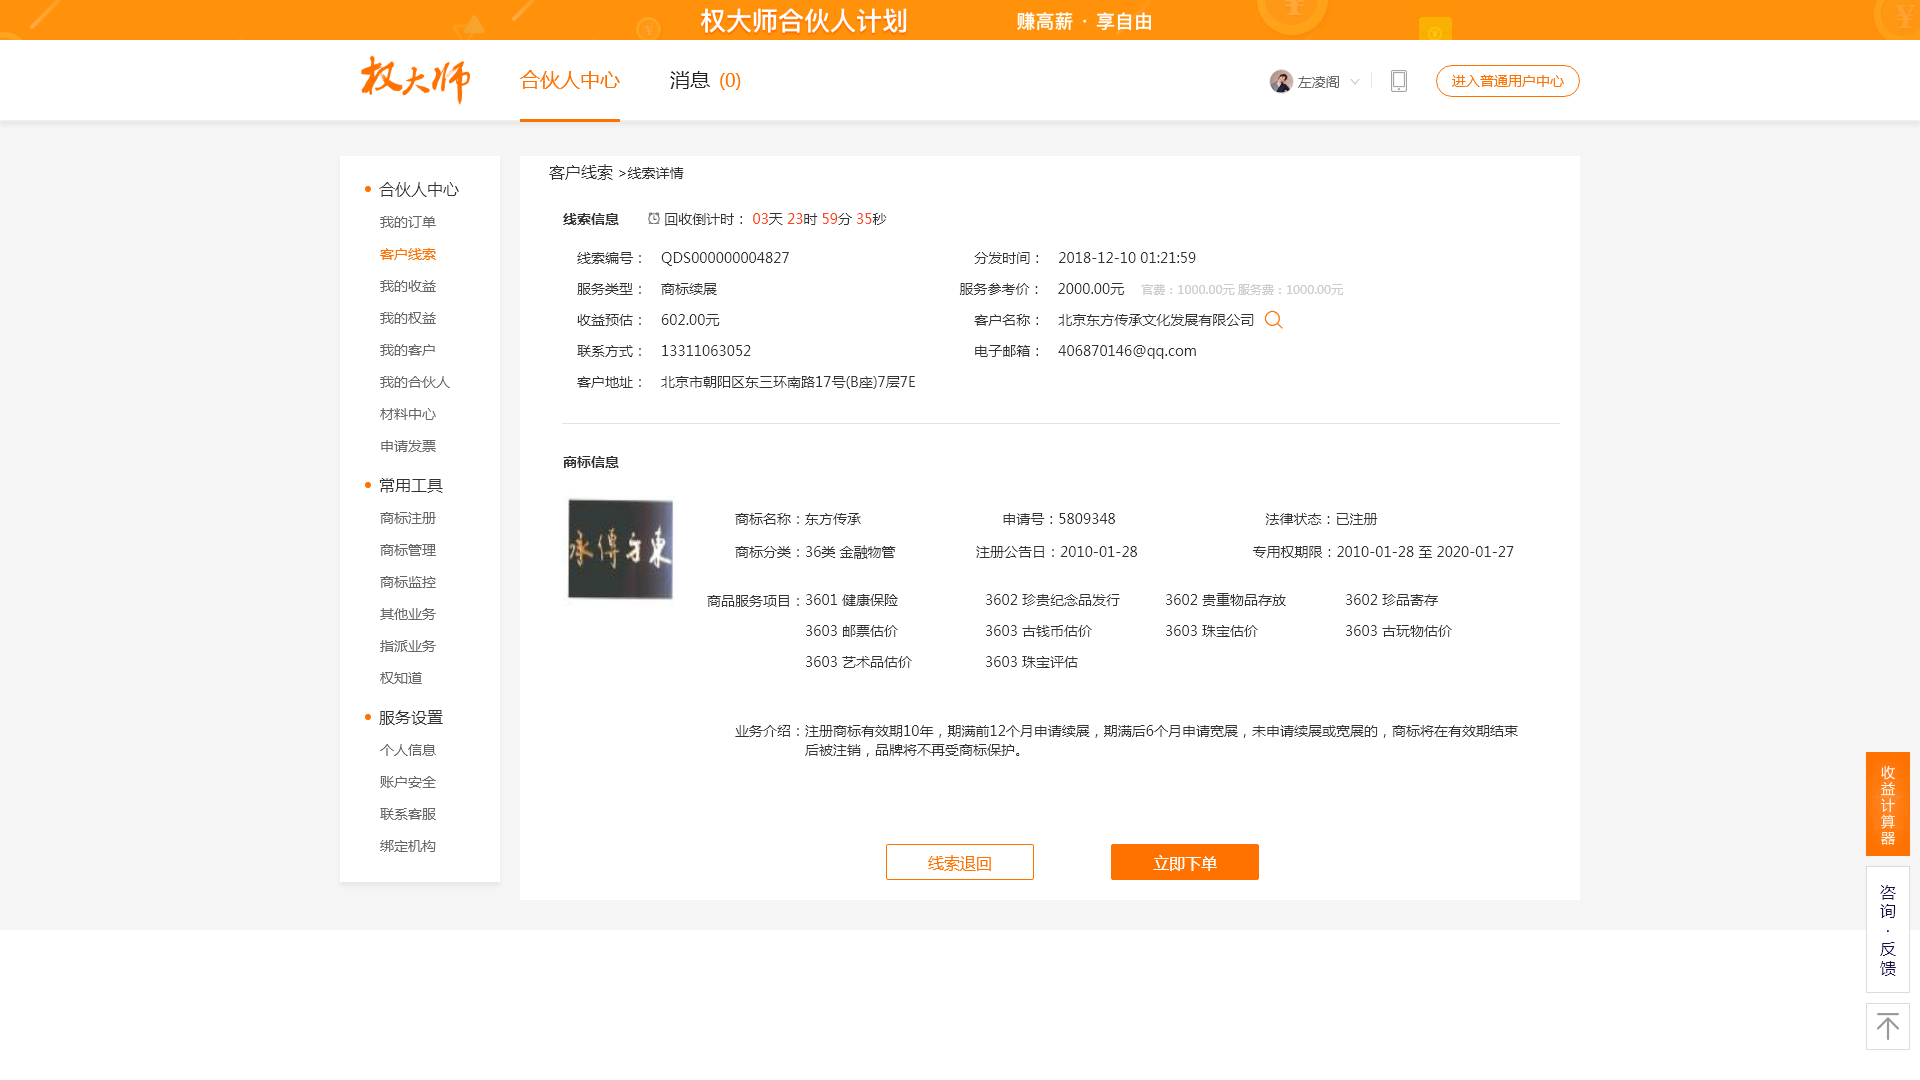 权大师合伙人计划 赚高薪 · 享自由
权大师 合伙人中心 消息 (0) 左凌阁 进入普通用户中心
合伙人中心
我的订单
客户线索
我的收益
我的权益
我的客户
我的合伙人
材料中心
申请发票
常用工具
商标注册
商标管理
商标监控
其他业务
指派业务
权知道
服务设置
个人信息
账户安全
联系客服
绑定机构
客户线索 >线索详情
线索信息 回收倒计时： 03天 23时 59分 35秒
线索编号： QDS000000004827 分发时间： 2018-12-10 01:21:59
服务类型： 商标续展 服务参考价： 2000.00元 官费：1000.00元 服务费：1000.00元
收益预估： 602.00元 客户名称： 北京东方传承文化发展有限公司
联系方式： 13311063052 电子邮箱： 406870146@qq.com
客户地址： 北京市朝阳区东三环南路17号(B座)7层7E
商标信息
承傳方東
商标名称：东方传承 申请号：5809348 法律状态：已注册
商标分类：36类 金融物管 注册公告日：2010-01-28 专用权期限：2010-01-28 至 2020-01-27
商品服务项目：3601 健康保险 3602 珍贵纪念品发行 3602 贵重物品存放 3602 珍品寄存
3603 邮票估价 3603 古钱币估价 3603 珠宝估价 3603 古玩物估价
3603 艺术品估价 3603 珠宝评估
业务介绍：注册商标有效期10年，期满前12个月申请续展，期满后6个月申请宽展，未申请续展或宽展的，商标将在有效期结束
后被注销，品牌将不再受商标保护。
线索退回 立即下单
收益计算器
咨询·反馈